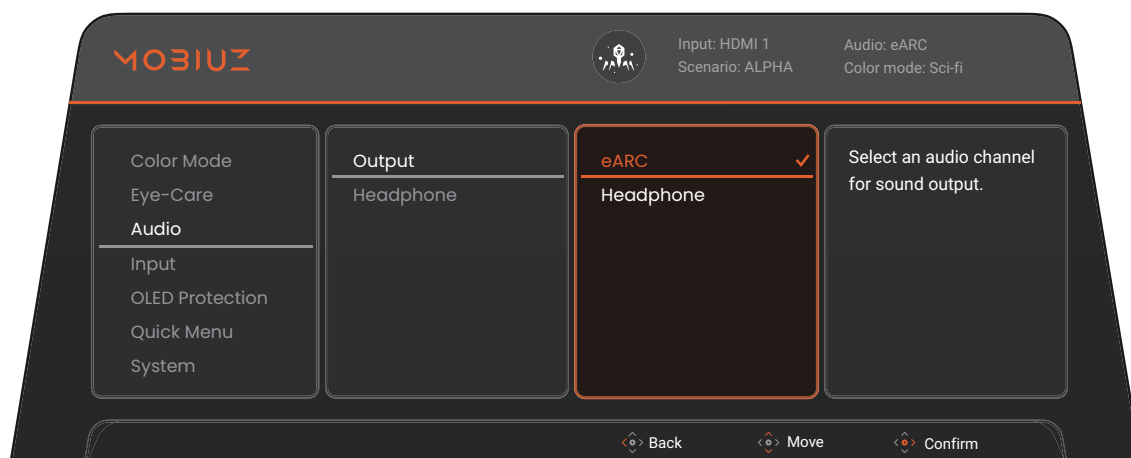 MOBIUZ
Input: HDMI 1
Scenario: ALPHA
Audio: eARC
Color mode: Sci-fi
Color Mode
Eye-Care
Audio
Input
OLED Protection
Quick Menu
System
Output
Headphone
eARC
Headphone
Select an audio channel
for sound output.
Back
Move
Confirm